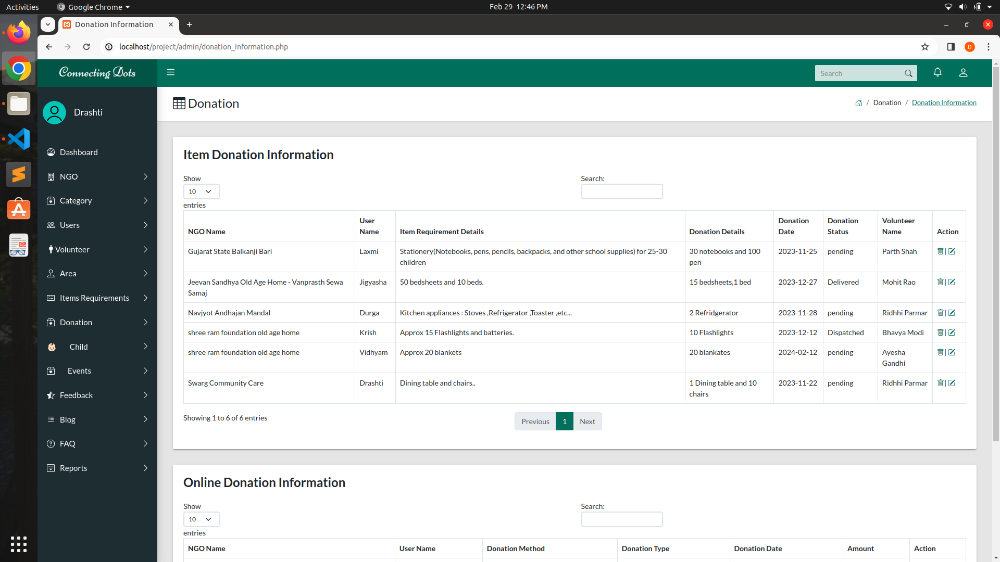 Activities
Google Chrome
Feb 29 12:46 PM
Donation Information
localhost/project/admin/donation_information.php
D
Connecting Dots
Search
Drashti
Dashboard
NGO
Category
Users
Volunteer
Area
Items Requirements
Donation
Child
Events
Feedback
Blog
FAQ
Reports
Donation
/ Donation / Donation Information
Item Donation Information
Show
10
entries
Search:
NGO Name
User
Name
Item Requirement Details
Donation Details
Donation
Date
Donation
Status
Volunteer
Name
Action
Gujarat State Balkanji Bari
Laxmi
Stationery(Notebooks, pens, pencils, backpacks, and other school supplies) for 25-30
children
30 notebooks and 100
pen
2023-11-25
pending
Parth Shah
|
Jeevan Sandhya Old Age Home - Vanprasth Sewa
Samaj
Jigyasha
50 bedsheets and 10 beds.
15 bedsheets,1 bed
2023-12-27
Delivered
Mohit Rao
|
Navjyot Andhajan Mandal
Durga
Kitchen appliances : Stoves ,Refrigerator ,Toaster ,etc...
2 Refridgerator
2023-11-28
pending
Ridhhi Parmar
|
shree ram foundation old age home
Krish
Approx 15 Flashlights and batteries.
10 Flashlights
2023-12-12
Dispatched
Bhavya Modi
|
shree ram foundation old age home
Vidhyam
Approx 20 blankets
20 blankates
2024-02-12
pending
Ayesha
Gandhi
|
Swarg Community Care
Drashti
Dining table and chairs..
1 Dining table and 10
chairs
2023-11-22
pending
Ridhhi Parmar
|
Showing 1 to 6 of 6 entries
Previous 1 Next
Online Donation Information
Show
10
entries
Search:
NGO Name
User Name
Donation Method
Donation Type
Donation Date
Amount
Action